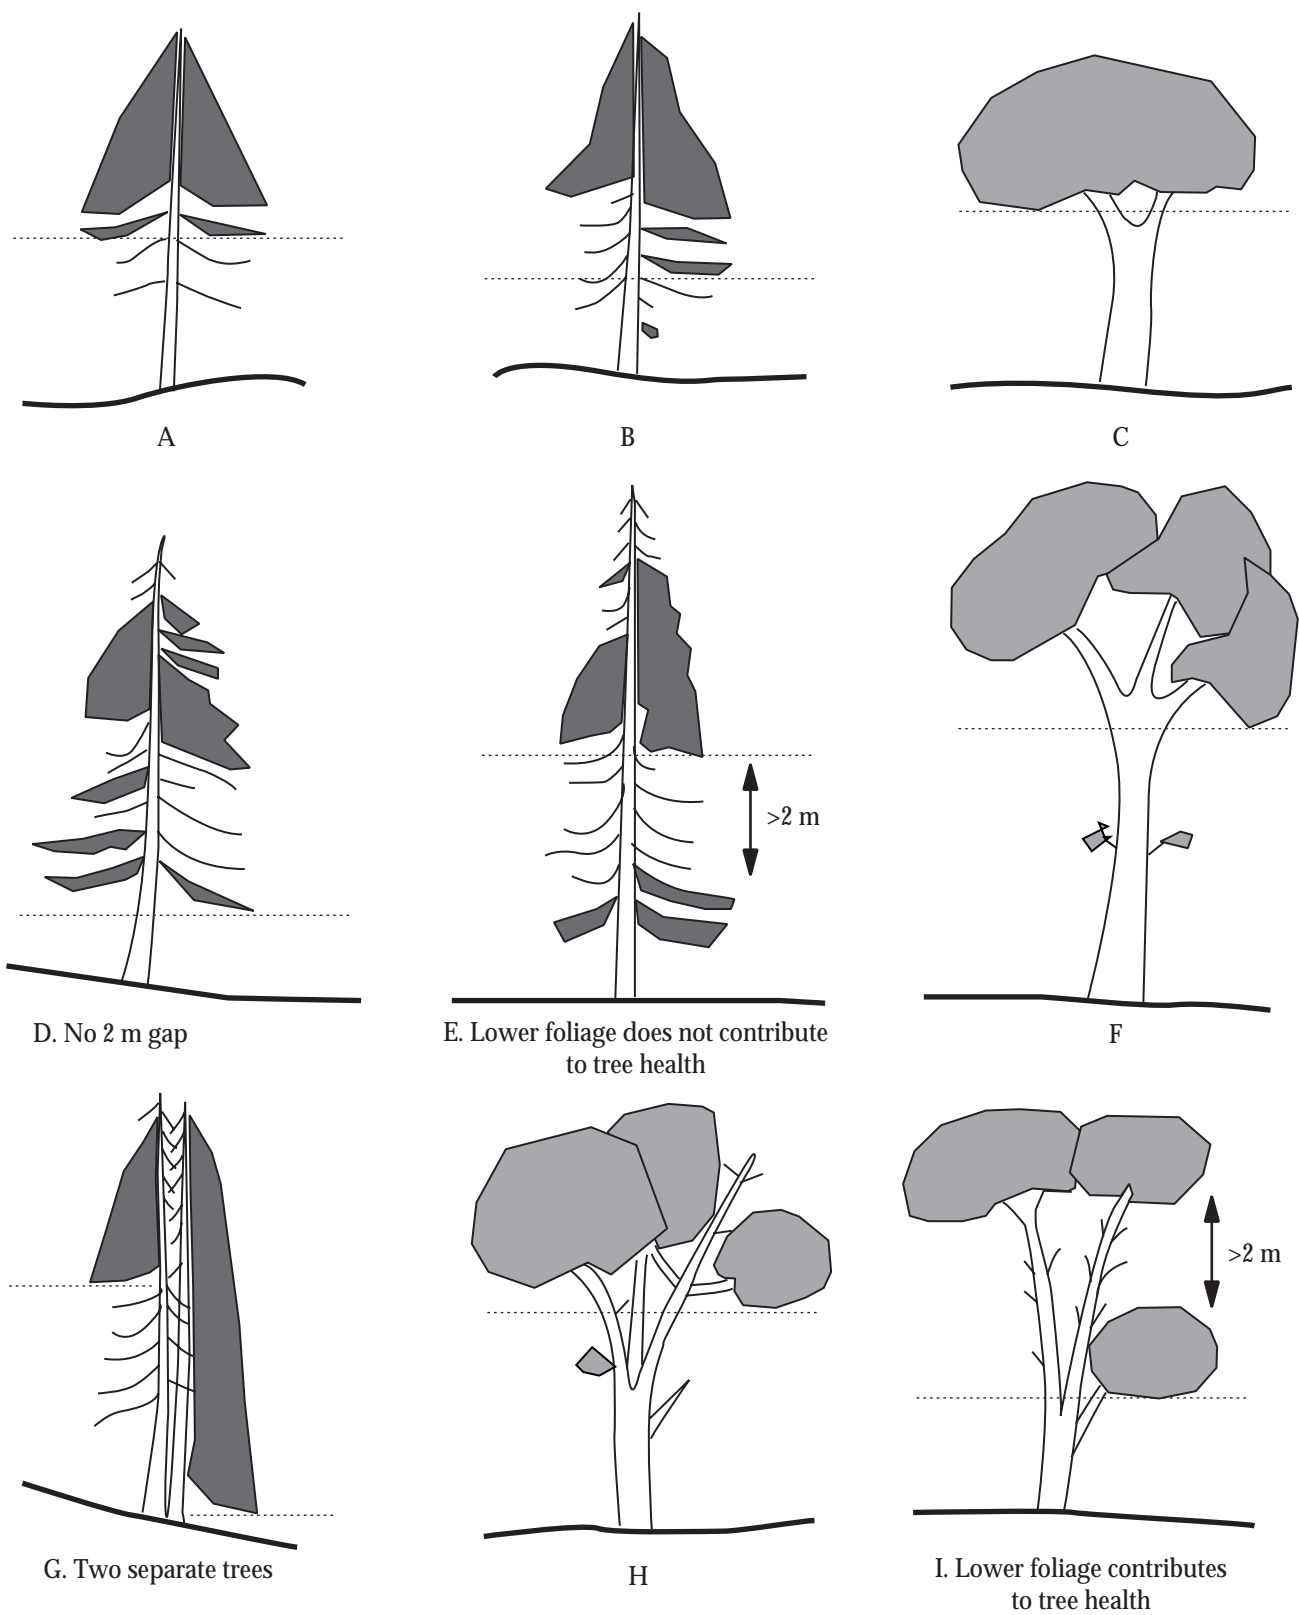 A
B
C
>2 m
D. No 2 m gap
E. Lower foliage does not contribute
to tree health
F
>2 m
G. Two separate trees
H
I. Lower foliage contributes
to tree health